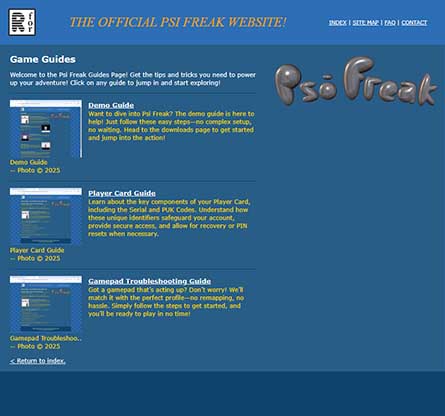 R for
THE OFFICIAL PSI FREAK WEBSITE!
INDEX | SITE MAP | FAQ | CONTACT
Game Guides
Psi Freak
Welcome to the Psi Freak Guides Page! Get the tips and tricks you need to power
up your adventure! Click on any guide to jump in and start exploring!
Demo Guide
Want to dive into Psi Freak? The demo guide is here to
help! Just follow these easy steps—no complex setup,
no waiting. Head to the downloads page to get started
and jump into the action!
Demo Guide
-- Photo © 2025
Player Card Guide
Learn about the key components of your Player Card,
including the Serial and PUK Codes. Understand how
these unique identifiers safeguard your account,
provide secure access, and allow for recovery or PIN
resets when necessary.
Player Card Guide
-- Photo © 2025
Gamepad Troubleshooting Guide
Got a gamepad that's acting up? Don't worry! We'll
match it with the perfect profile—no remapping, no
hassle. Simply follow the steps to get started, and
you'll be ready to play in no time!
Gamepad Troubleshoo..
-- Photo © 2025
< Return to index.